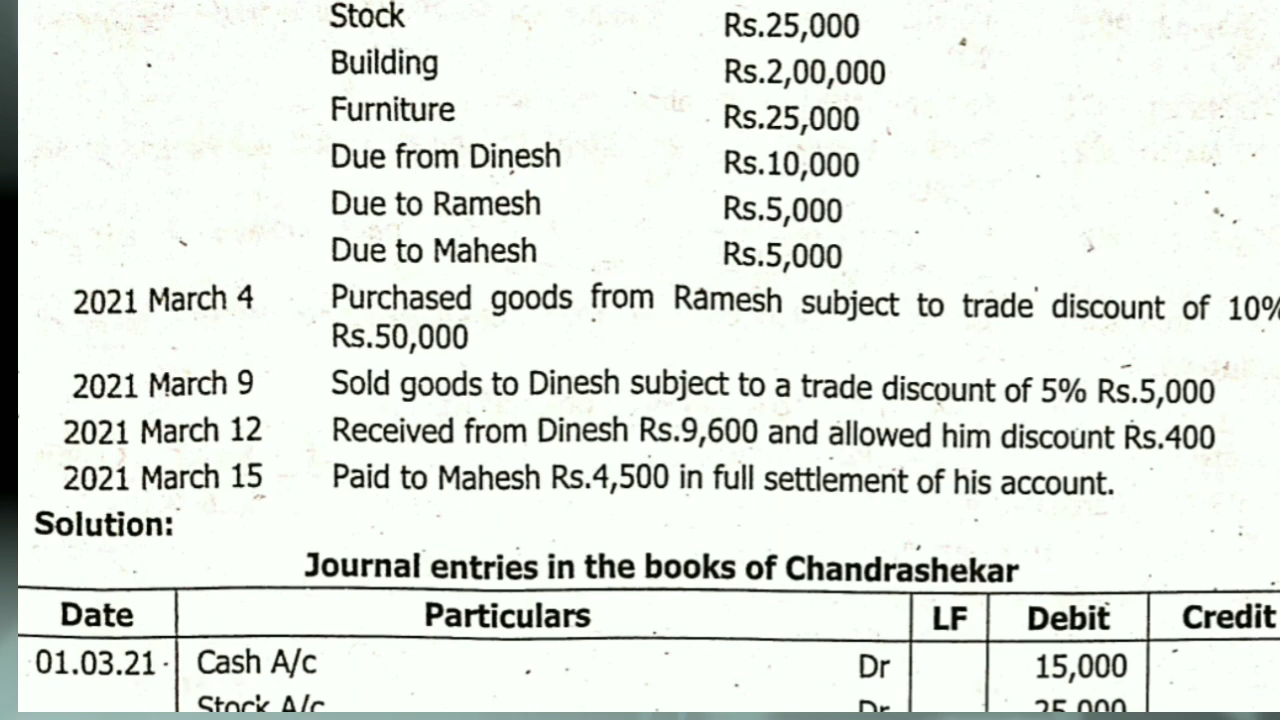 Stock Rs.25,000
Building Rs.2,00,000
Furniture Rs.25,000
Due from Dinesh Rs.10,000
Due to Ramesh Rs.5,000
Due to Mahesh Rs.5,000
2021 March 4 Purchased goods from Ramesh subject to trade discount of 10%
Rs.50,000
2021 March 9 Sold goods to Dinesh subject to a trade discount of 5% Rs.5,000
2021 March 12 Received from Dinesh Rs.9,600 and allowed him discount Rs.400
2021 March 15 Paid to Mahesh Rs.4,500 in full settlement of his account.
Solution:
Journal entries in the books of Chandrashekar
Date Particulars LF Debit Credit
01.03.21 Cash A/c Dr 15,000
Stock A/c Dr 25,000